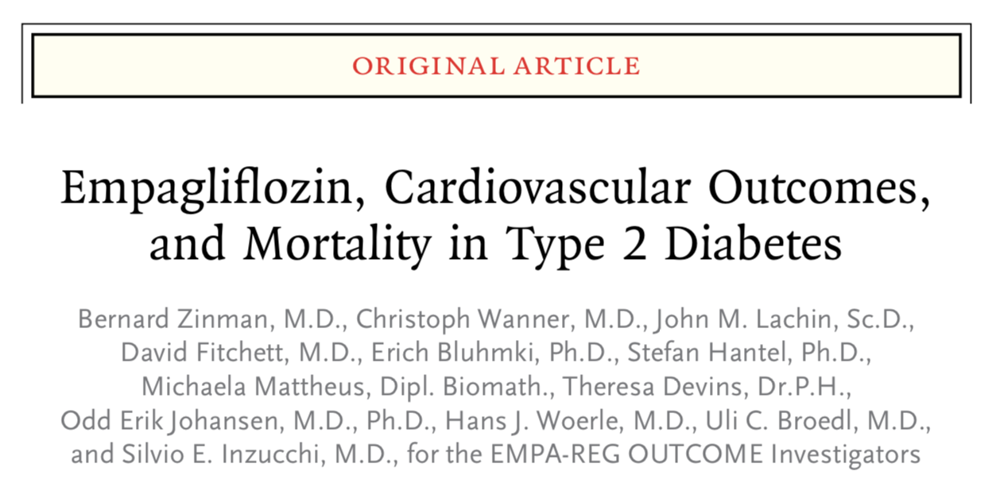 ORIGINAL ARTICLE
Empagliflozin, Cardiovascular Outcomes,
and Mortality in Type 2 Diabetes
Bernard Zinman, M.D., Christoph Wanner, M.D., John M. Lachin, Sc.D.,
David Fitchett, M.D., Erich Bluhmki, Ph.D., Stefan Hantel, Ph.D.,
Michaela Mattheus, Dipl. Biomath., Theresa Devins, Dr.P.H.,
Odd Erik Johansen, M.D., Ph.D., Hans J. Woerle, M.D., Uli C. Broedl, M.D.,
and Silvio E. Inzucchi, M.D., for the EMPA-REG OUTCOME Investigators